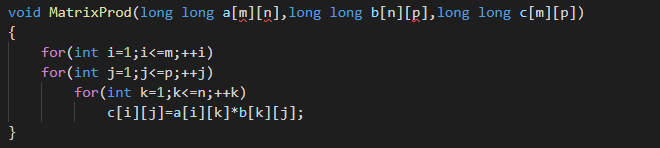 void MatrixProd(long long a[m][n],long long b[n][p],long long c[m][p])
{
    for(int i=1;i<=m;++i)
    for(int j=1;j<=p;++j)
        for(int k=1;k<=n;++k)
            c[i][j]=a[i][k]*b[k][j];
}